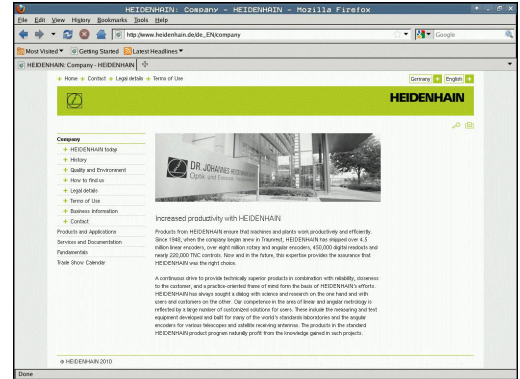 HEIDENHAIN: Company - HEIDENHAIN - Mozilla Firefox
File Edit View History Bookmarks Tools Help
http://www.heidenhain.de/de_EN/company
Google
Most Visited Getting Started Latest Headlines
HEIDENHAIN: Company - HEIDENHAIN
Home Contact Legal details Terms of Use
Germany English
HEIDENHAIN
Company
HEIDENHAIN today
History
Quality and Environment
How to find us
Legal details
Terms of Use
Business Information
Contact
Products and Applications
Services and Documentation
Fundamentals
Trade Show Calendar
DR. JOHANNES HEIDENHAIN
Optik und Elektronik
Increased productivity with HEIDENHAIN
Products from HEIDENHAIN ensure that machines and plants work productively and efficiently.
Since 1948, when the company began anew in Traunreut, HEIDENHAIN has shipped over 4.5
million linear encoders, over eight million rotary and angular encoders, 450,000 digital readouts and
nearly 220,000 TNC controls. Now and in the future, this expertise provides the assurance that
HEIDENHAIN was the right choice.
A continuous drive to provide technically superior products in combination with reliability, closeness
to the customer, and a practice-oriented frame of mind form the basis of HEIDENHAIN's efforts.
HEIDENHAIN has always sought a dialog with science and research on the one hand and with
users and customers on the other. Our competence in the area of linear and angular metrology is
reflected by a large number of customized solutions for users. These include the measuring and test
equipment developed and built for many of the world's standards laboratories and the angular
encoders for various telescopes and satellite receiving antennas. The products in the standard
HEIDENHAIN product program naturally profit from the knowledge gained in such projects.
© HEIDENHAIN 2010
Done